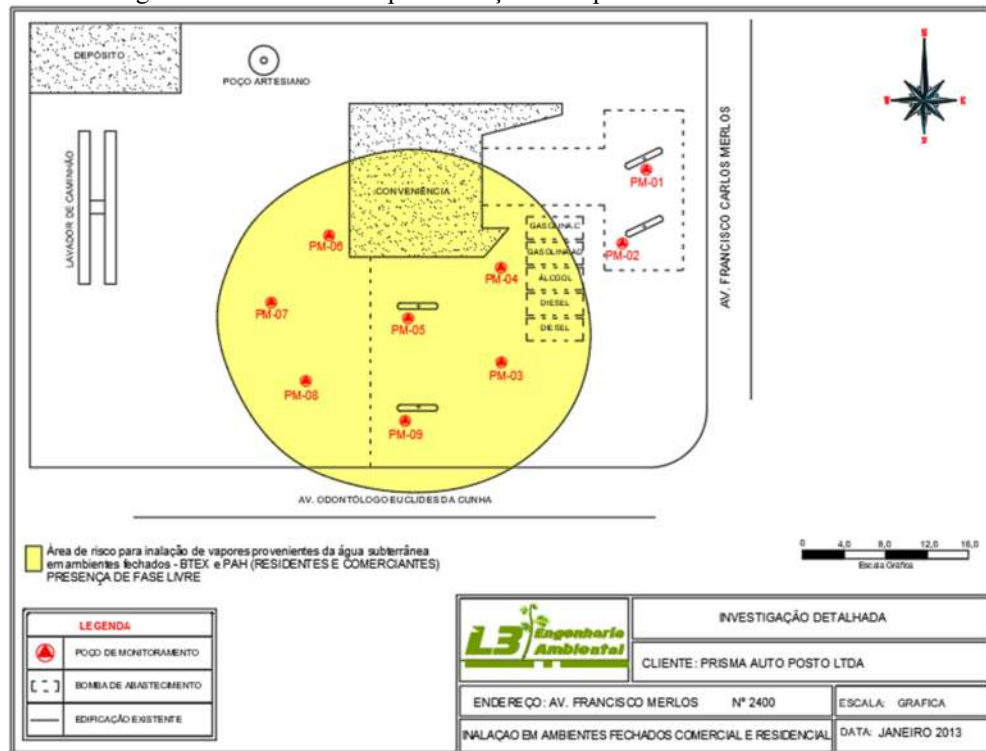 DEPÓSITO
POÇO ARTESIANO
LAVADOR DE CAMINHÃO
CONVENIÊNCIA
PM-01
PM-02
PM-06
GASOLINA C
GASOLINA AD
ÁLCOOL
DIESEL
DIESEL
PM-04
PM-07
PM-05
PM-03
PM-08
PM-09
AV. FRANCISCO CARLOS MERLOS
N
E
S
AV. ODONTÓLOGO EUCLIDES DA CUNHA
Área de risco para inalação de vapores provenientes da água subterrânea
em ambientes fechados - BTEX e PAH (RESIDENTES E COMERCIANTES)
PRESENÇA DE FASE LIVRE
0 4,0 8,0 12,0 16,0
Escala Gráfica
LEGENDA
POÇO DE MONITORAMENTO
BOMBA DE ABASTECIMENTO
EDIFICAÇÃO EXISTENTE
L3 Engenharia
Ambiental
INVESTIGAÇÃO DETALHADA
CLIENTE: PRISMA AUTO POSTO LTDA
ENDEREÇO: AV. FRANCISCO MERLOS N° 2400
ESCALA: GRAFICA
INALAÇAO EM AMBIENTES FECHADOS COMERCIAL E RESIDENCIAL
DATA: JANEIRO 2013